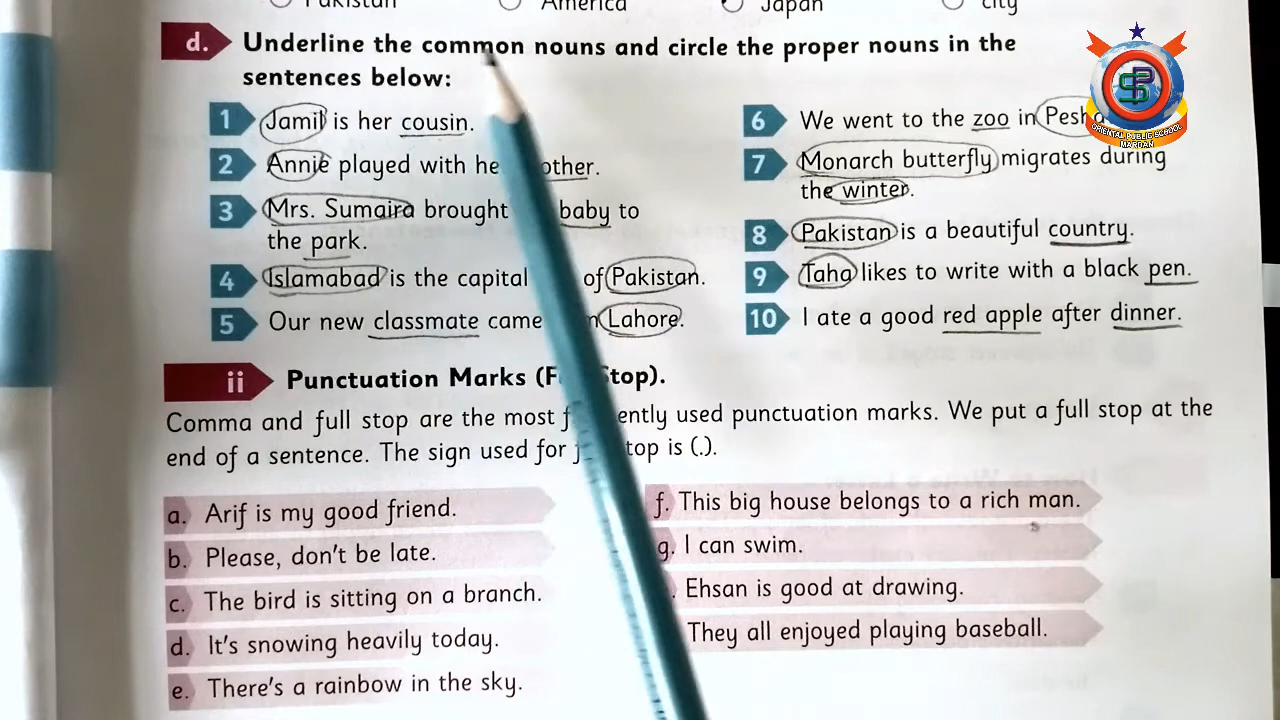 Pakistan America Japan city
d. Underline the common nouns and circle the proper nouns in the
sentences below:
1 Jamil is her cousin.
2 Annie played with
3 Mrs. Sumaira brought baby to
the park.
4 Islamabad is the capital of Pakistan.
5 Our new classmate came Lahore.
6 We went to the zoo in
7 Monarch butterfly migrates during
the winter.
8 Pakistan is a beautiful country.
9 Taha likes to write with a black pen.
10 I ate a good red apple after dinner.
ORIENTAL PUBLIC SCHOOL
MARDAN
ii Punctuation Marks
Comma and full stop are the most used punctuation marks. We put a full stop at the
end of a sentence. The sign used for is (.).
a. Arif is my good friend.
b. Please, don't be late.
c. The bird is sitting on a branch.
d. It's snowing heavily today.
e. There's a rainbow in the sky.
f. This big house belongs to a rich man.
g. I can swim.
Ehsan is good at drawing.
They all enjoyed playing baseball.